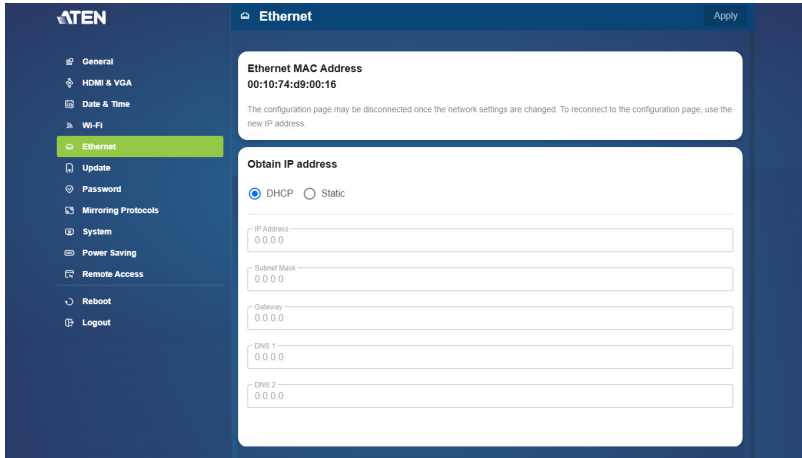 ATEN
General
HDMI & VGA
Date & Time
Wi-Fi
Ethernet
Update
Password
Mirroring Protocols
System
Power Saving
Remote Access
Reboot
Logout
Ethernet
Apply
Ethernet MAC Address
00:10:74:d9:00:16
The configuration page may be disconnected once the network settings are changed. To reconnect to the configuration page, use the
new IP address.
Obtain IP address
DHCP Static
IP Address
0.0.0.0
Subnet Mask
0.0.0.0
Gateway
0.0.0.0
DNS 1
0.0.0.0
DNS 2
0.0.0.0